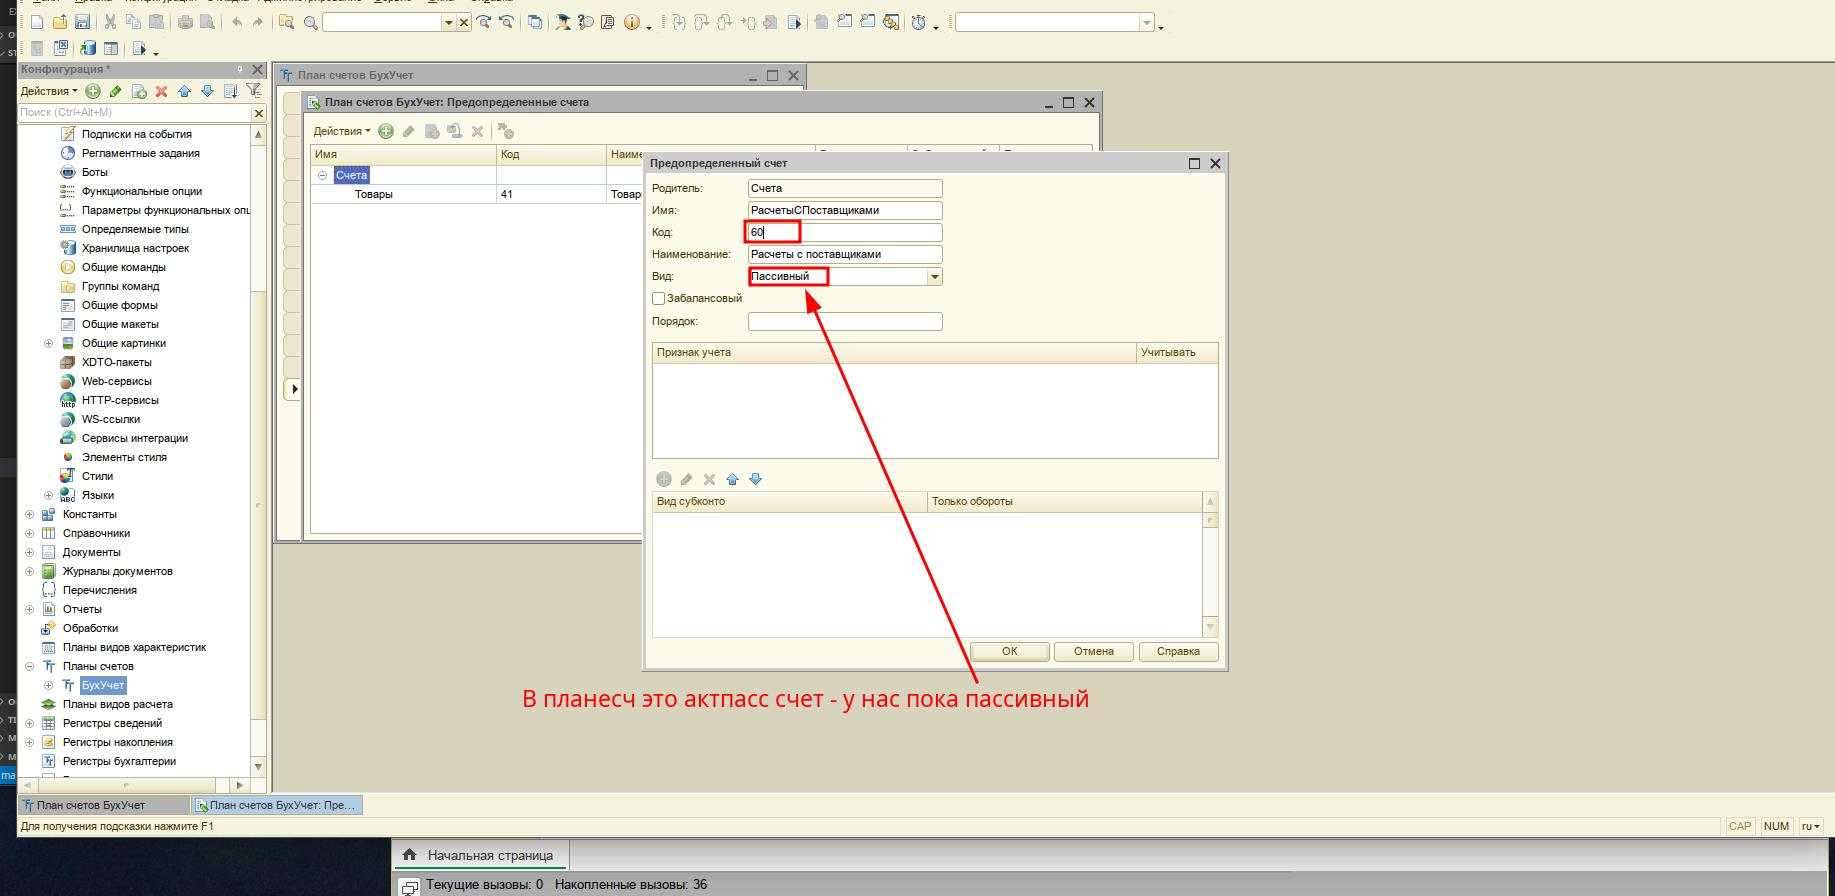 Конфигурация *
План счетов БухУчет
Действия
План счетов БухУчет: Предопределенные счета
Поиск (Ctrl+Alt+M)
Действия
Подписки на события
Регламентные задания
Боты
Функциональные опции
Параметры функциональных опц
Определяемые типы
Хранилища настроек
Общие команды
Группы команд
Общие формы
Общие макеты
Общие картинки
XDTO-пакеты
Web-сервисы
HTTP-сервисы
WS-ссылки
Сервисы интеграции
Элементы стиля
Стили
Языки
Константы
Справочники
Документы
Журналы документов
Перечисления
Отчеты
Обработки
Планы видов характеристик
Планы счетов
БухУчет
Планы видов расчета
Регистры сведений
Регистры накопления
Регистры бухгалтерии
Имя Код Наиме
Счета
Товары 41 Товар
Предопределенный счет
Родитель: Счета
Имя: РасчетыСПоставщиками
Код: 60
Наименование: Расчеты с поставщиками
Вид: Пассивный
Забалансовый
Порядок:
Признак учета Учитывать
Вид субконто Только обороты
ОК Отмена Справка
В планесч это актпасс счет - у нас пока пассивный
План счетов БухУчет План счетов БухУчет: Пре...
Для получения подсказки нажмите F1 CAP NUM ru
Начальная страница
Текущие вызовы: 0 Накопленные вызовы: 36